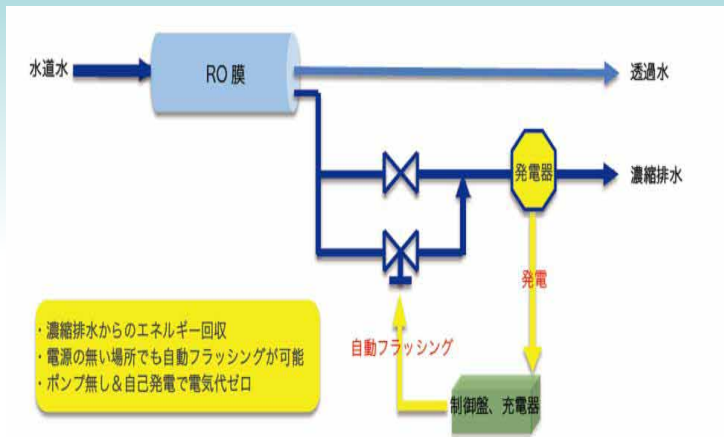 水道水
RO 膜
透過水
発電器
濃縮排水
発電
・濃縮排水からのエネルギー回収
・電源の無い場所でも自動フラッシングが可能
・ポンプ無し＆自己発電で電気代ゼロ
自動フラッシング
制御盤、充電器